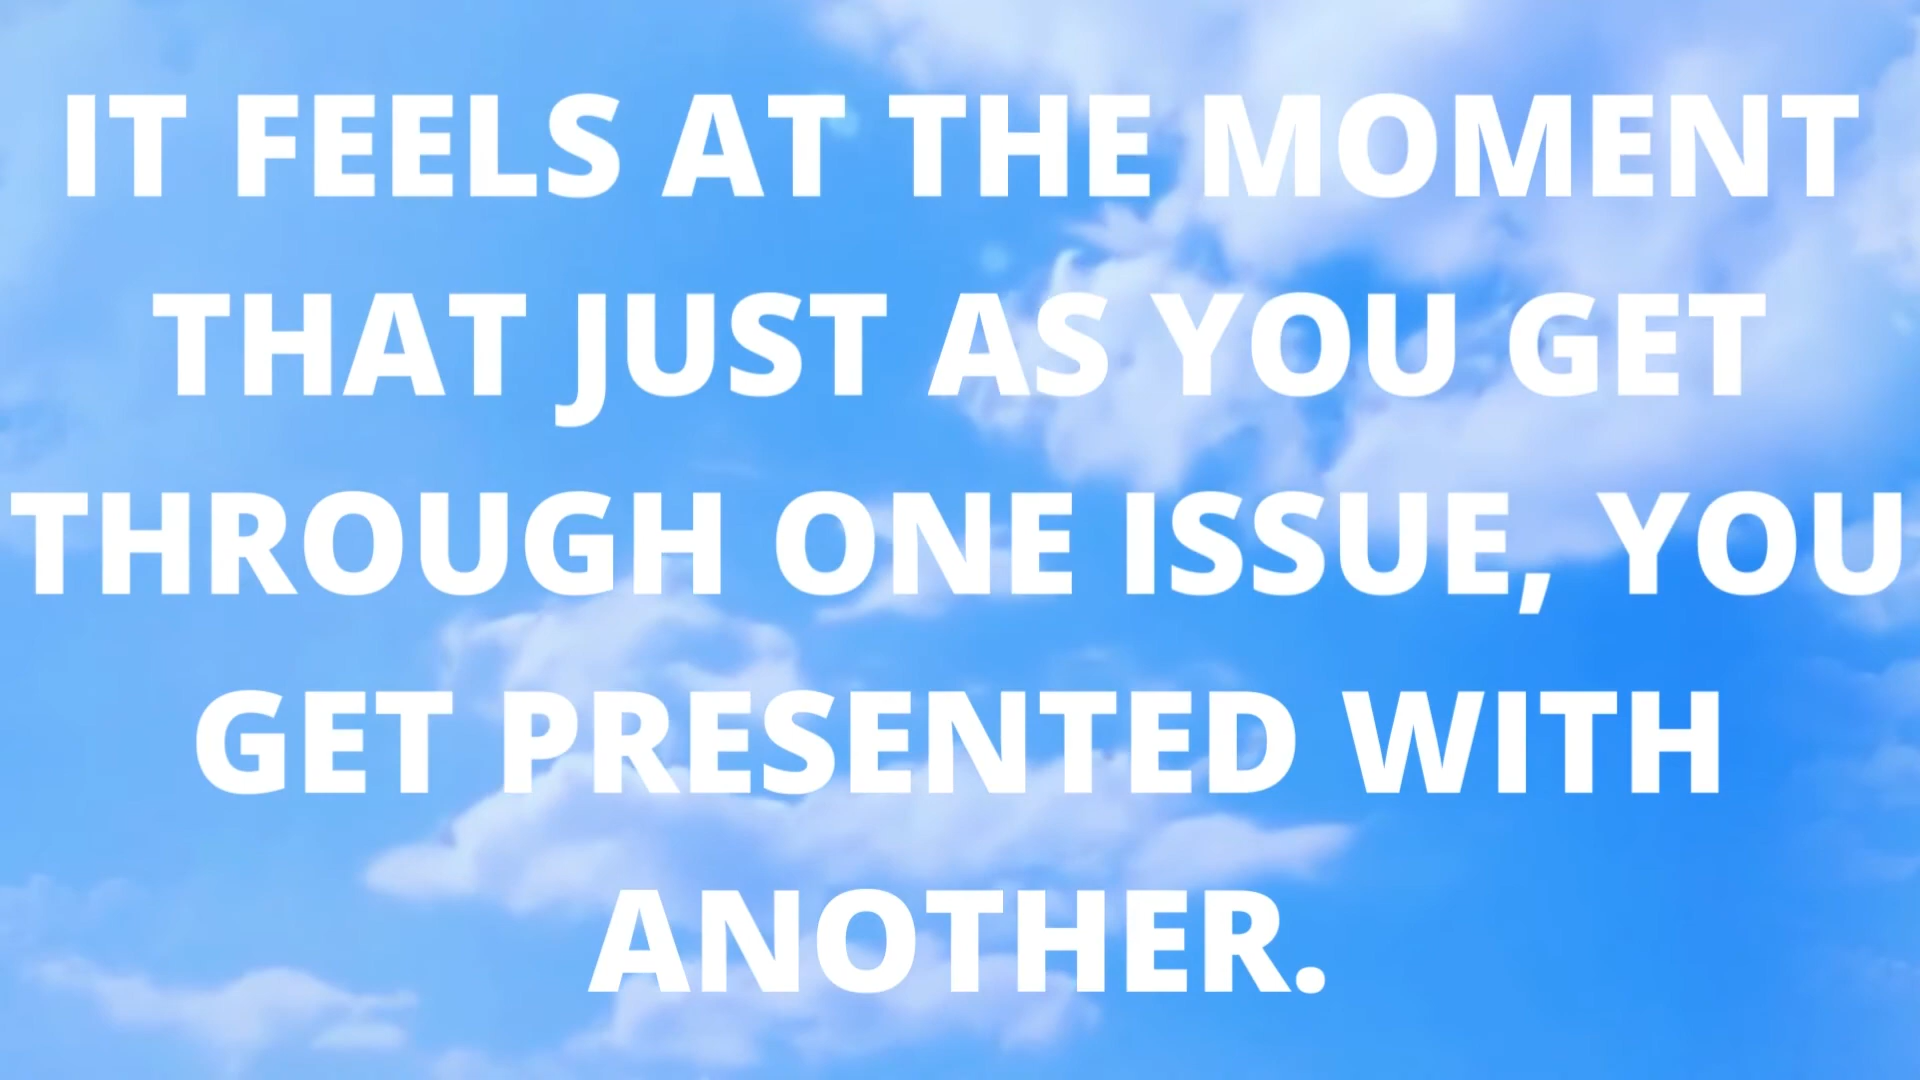 IT FEELS AT THE MOMENT
THAT JUST AS YOU GET
THROUGH ONE ISSUE, YOU
GET PRESENTED WITH
ANOTHER.